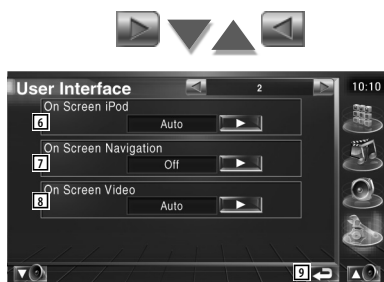 User Interface 2 10:10
On Screen iPod
6 Auto
On Screen Navigation
7 Off
On Screen Video
8 Auto
9